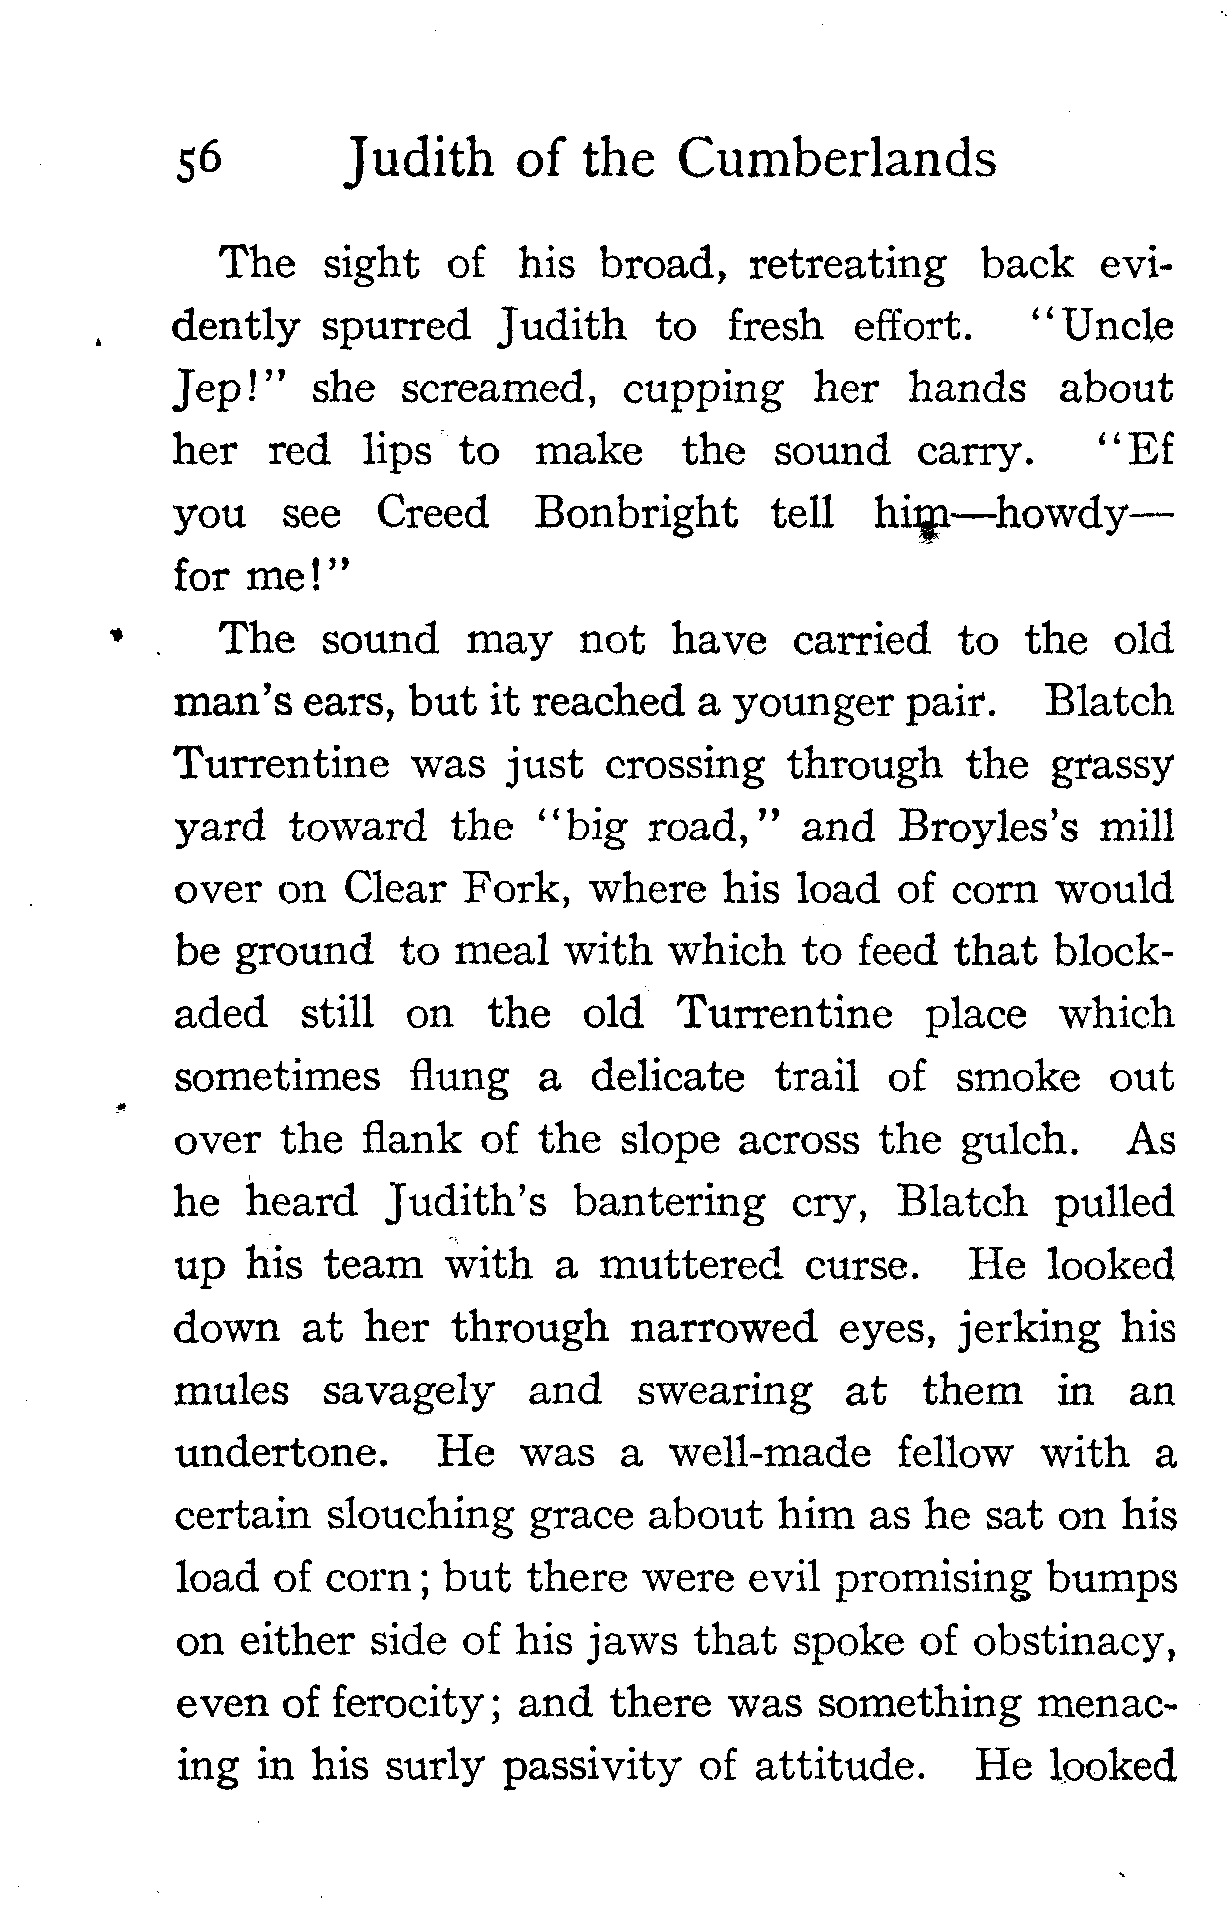 56 Judith of the Cumberlands
The sight of his broad, retreating back evi-
dently spurred Judith to fresh effort. "Uncle
Jep!" she screamed, cupping her hands about
her red lips to make the sound carry. "Ef
you see Creed Bonbright tell him—howdy—
for me!"
The sound may not have carried to the old
man's ears, but it reached a younger pair. Blatch
Turrentine was just crossing through the grassy
yard toward the "big road," and Broyles's mill
over on Clear Fork, where his load of corn would
be ground to meal with which to feed that block-
aded still on the old Turrentine place which
sometimes flung a delicate trail of smoke out
over the flank of the slope across the gulch. As
he heard Judith's bantering cry, Blatch pulled
up his team with a muttered curse. He looked
down at her through narrowed eyes, jerking his
mules savagely and swearing at them in an
undertone. He was a well-made fellow with a
certain slouching grace about him as he sat on his
load of corn; but there were evil promising bumps
on either side of his jaws that spoke of obstinacy,
even of ferocity; and there was something menac-
ing in his surly passivity of attitude. He looked